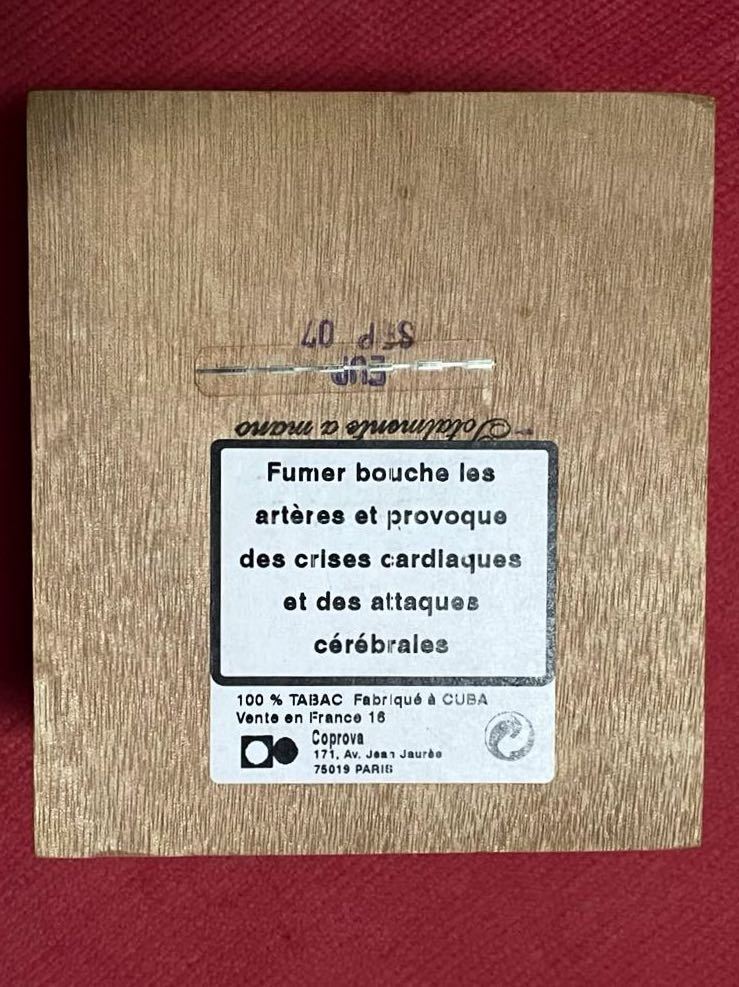 SEP 07
Totalmente a mano
Fumer bouche les
artères et provoque
des crises cardiaques
et des attaques
cérébrales
100 % TABAC Fabriqué à CUBA
Vente en France 16
Coprova
171, Av. Jean Jaurès
75019 PARIS